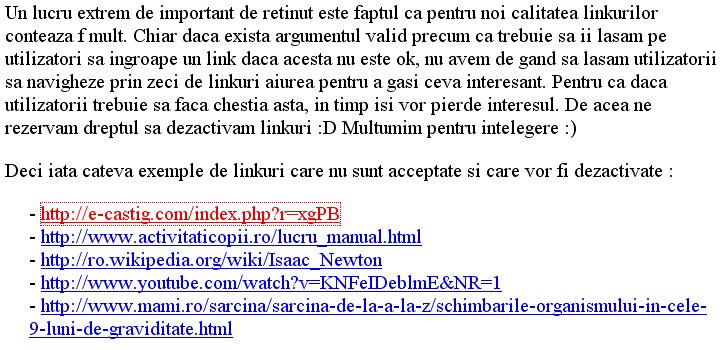 Un lucru extrem de important de retinut este faptul ca pentru noi calitatea linkurilor
conteaza f mult. Chiar daca exista argumentul valid precum ca trebuie sa ii lasam pe
utilizatori sa ingroape un link daca acesta nu este ok, nu avem de gand sa lasam utilizatorii
sa navigheze prin zeci de linkuri aiurea pentru a gasi ceva interesant. Pentru ca daca
utilizatorii trebuie sa faca chestia asta, in timp isi vor pierde interesul. De acea ne
rezervam dreptul sa dezactivam linkuri :D Multumim pentru intelegere :)
Deci iata cateva exemple de linkuri care nu sunt acceptate si care vor fi dezactivate :
- http://e-castig.com/index.php?r=xgPB
- http://www.activitaticopii.ro/lucru_manual.html
- http://ro.wikipedia.org/wiki/Isaac_Newton
- http://www.youtube.com/watch?v=KNFeIDeblmE&NR=1
- http://www.mami.ro/sarcina/sarcina-de-la-a-la-z/schimbarile-organismului-in-cele-
9-luni-de-graviditate.html